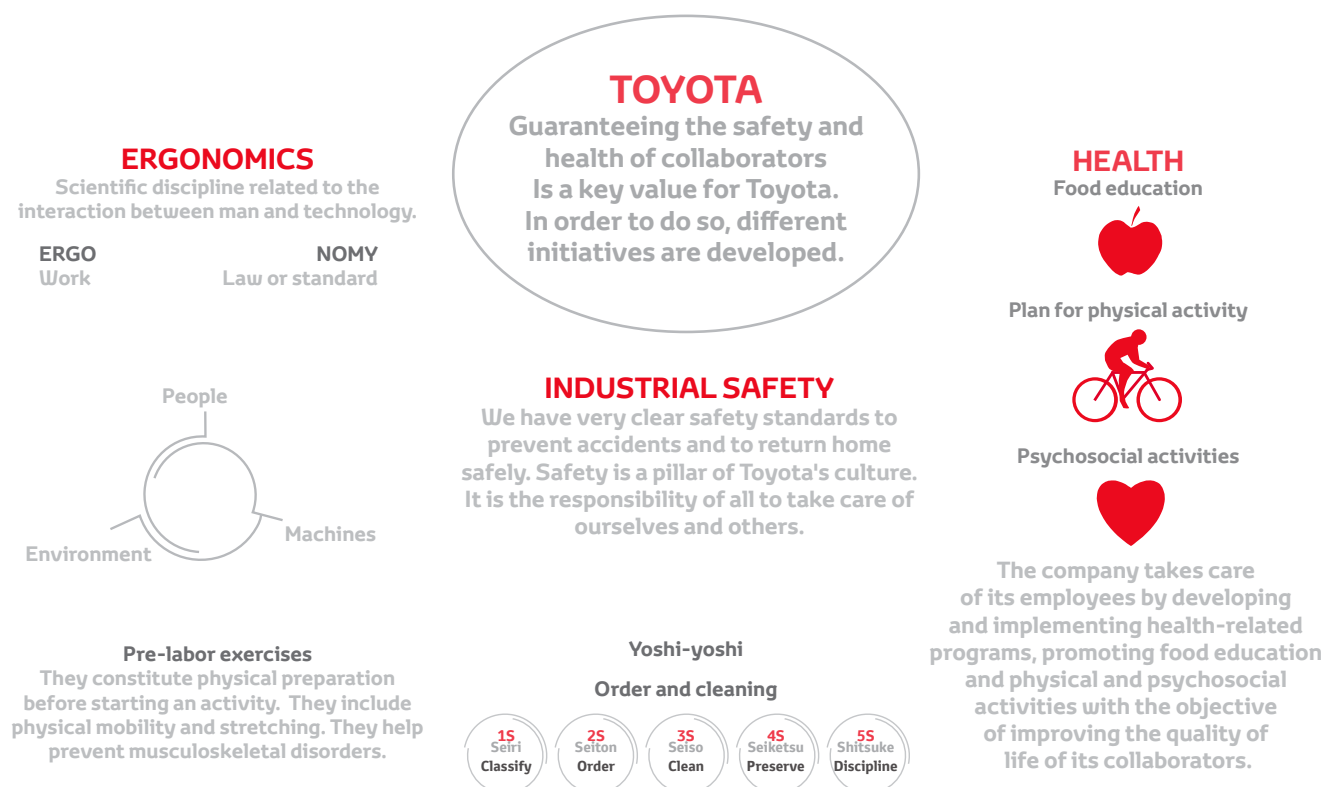 TOYOTA
Guaranteeing the safety and
health of collaborators
Is a key value for Toyota.
In order to do so, different
initiatives are developed.
ERGONOMICS
Scientific discipline related to the
interaction between man and technology.
ERGO NOMY
Work Law or standard
People
Machines
Environment
Pre-labor exercises
They constitute physical preparation
before starting an activity. They include
physical mobility and stretching. They help
prevent musculoskeletal disorders.
INDUSTRIAL SAFETY
We have very clear safety standards to
prevent accidents and to return home
safely. Safety is a pillar of Toyota's culture.
It is the responsibility of all to take care of
ourselves and others.
Yoshi-yoshi
Order and cleaning
1S 2S 3S 4S 5S
Seiri Seiton Seiso Seiketsu Shitsuke
Classify Order Clean Preserve Discipline
HEALTH
Food education
Plan for physical activity
Psychosocial activities
The company takes care
of its employees by developing
and implementing health-related
programs, promoting food education
and physical and psychosocial
activities with the objective
of improving the quality of
life of its collaborators.